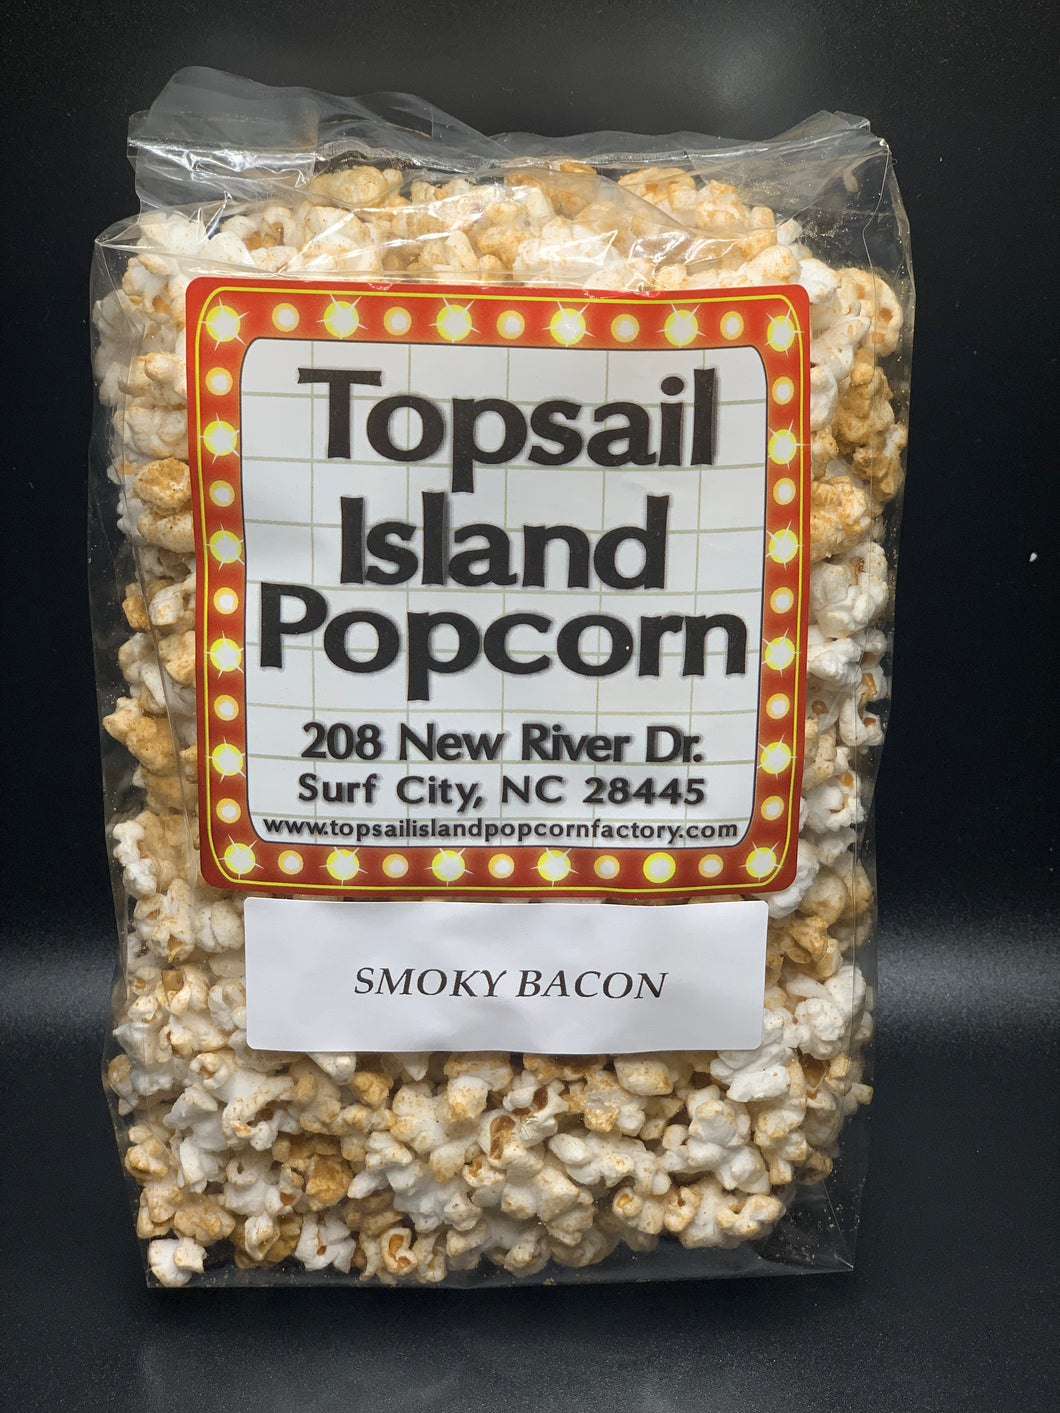 Topsail
Island
Popcorn
208 New River Dr.
Surf City, NC 28445
www.topsailislandpopcornfactory.com
SMOKY BACON